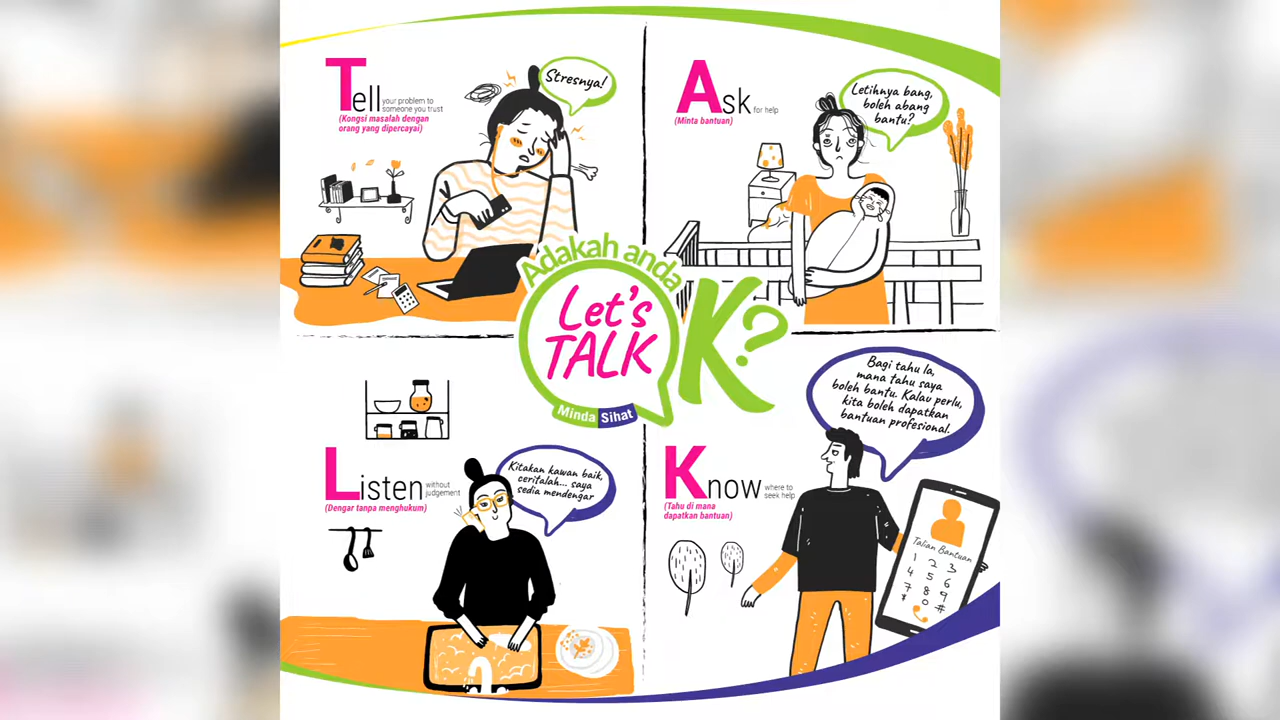 Tell your problem to
someone you trust
(Kongsi masalah dengan
orang yang dipercayai)
Stresnya!
Ask for help
(Minta bantuan)
Letihnya bang,
boleh abang
bantu?
Adakah anda
Let's
TALK
K?
Minda Sihat
Listen without
judgement
(Dengar tanpa menghukum)
Kitakan kawan baik,
ceritalah... saya
sedia mendengar
Know where to
seek help
(Tahu di mana
dapatkan bantuan)
Bagi tahu la,
mana tahu saya
boleh bantu. Kalau perlu,
kita boleh dapatkan
bantuan profesional.
Talian Bantuan
1 2 3
4 5 6
7 8 9
* 0 #